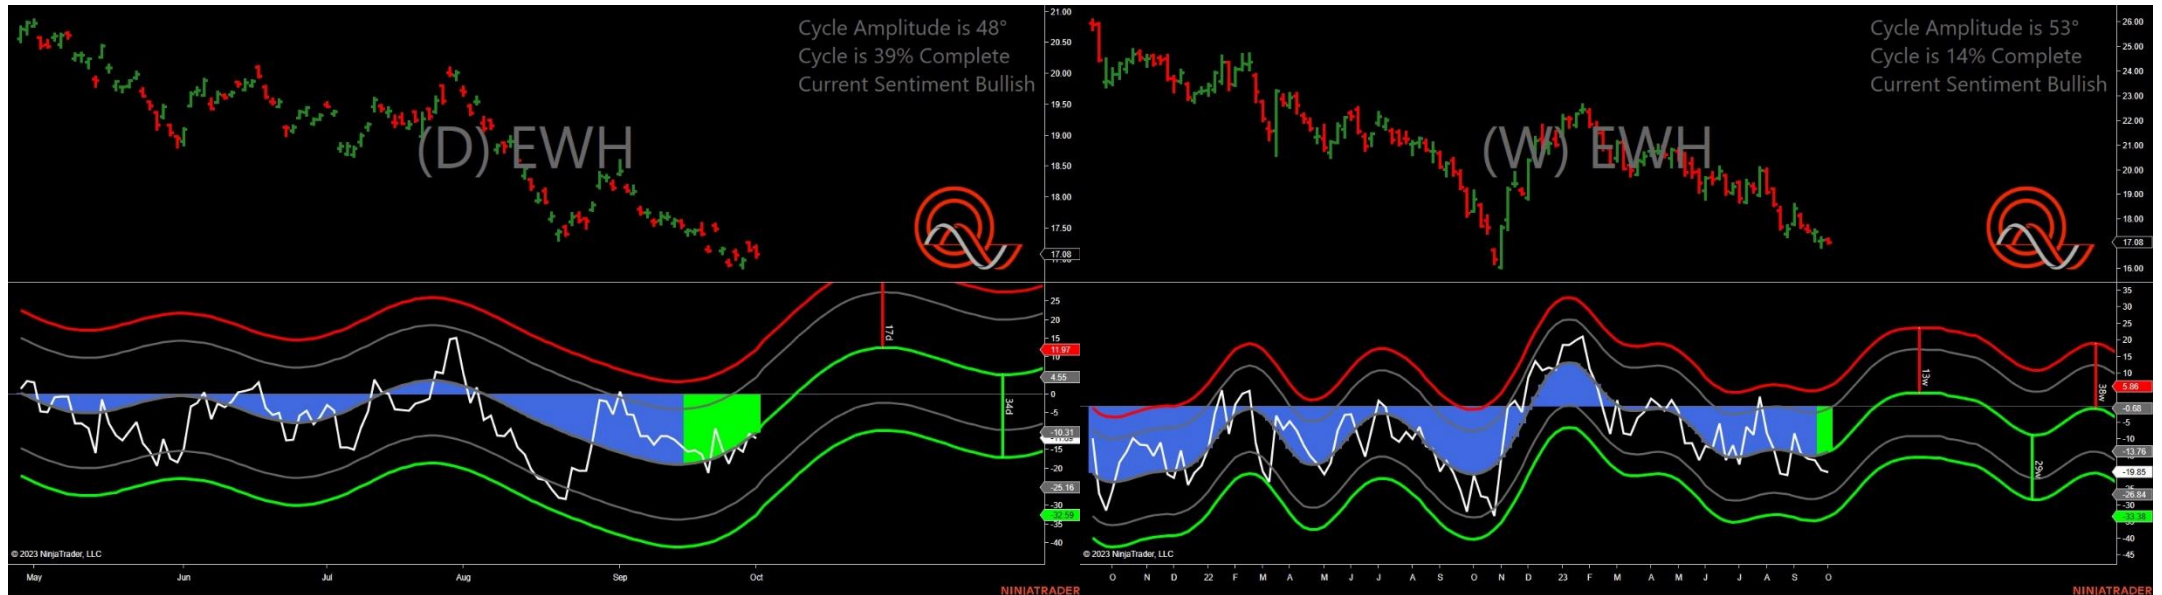 Cycle Amplitude is 48°
Cycle is 39% Complete
Current Sentiment Bullish
(D) EWH
21.00
20.50
20.00
19.50
19.00
18.50
18.00
17.50
17.08
25
20
15
11.97
10
4.55
0
-5
-10.31
-15
-20
-25.16
-30
-32.59
-35
-40
17d
34d
© 2023 NinjaTrader, LLC
May Jun Jul Aug Sep Oct
NINJATRADER
Cycle Amplitude is 53°
Cycle is 14% Complete
Current Sentiment Bullish
(W) EWH
26.00
25.00
24.00
23.00
22.00
21.00
20.00
19.00
18.00
17.08
16.00
35
30
25
20
15
10
5.86
-0.68
-5
-10
-13.76
-19.85
-26.84
-30
-33.38
-40
-45
13w
38w
29w
© 2023 NinjaTrader, LLC
O N D 22 F M A M J J A S O N D 23 F M A M J J A S O
NINJATRADER